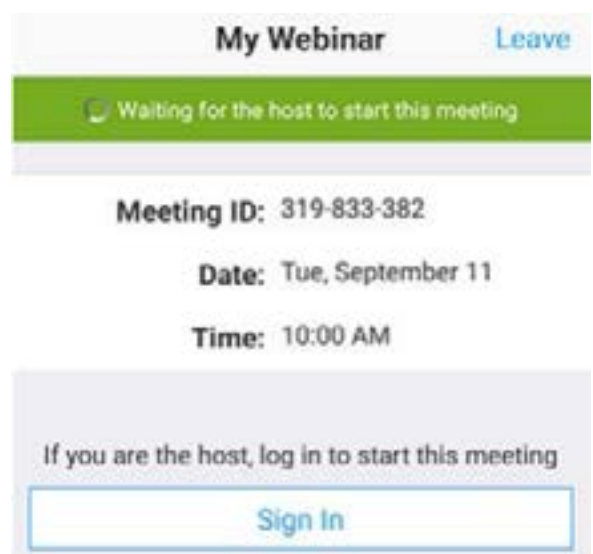 My Webinar Leave
Waiting for the host to start this meeting
Meeting ID: 319-833-382
Date: Tue, September 11
Time: 10:00 AM
If you are the host, log in to start this meeting
Sign In